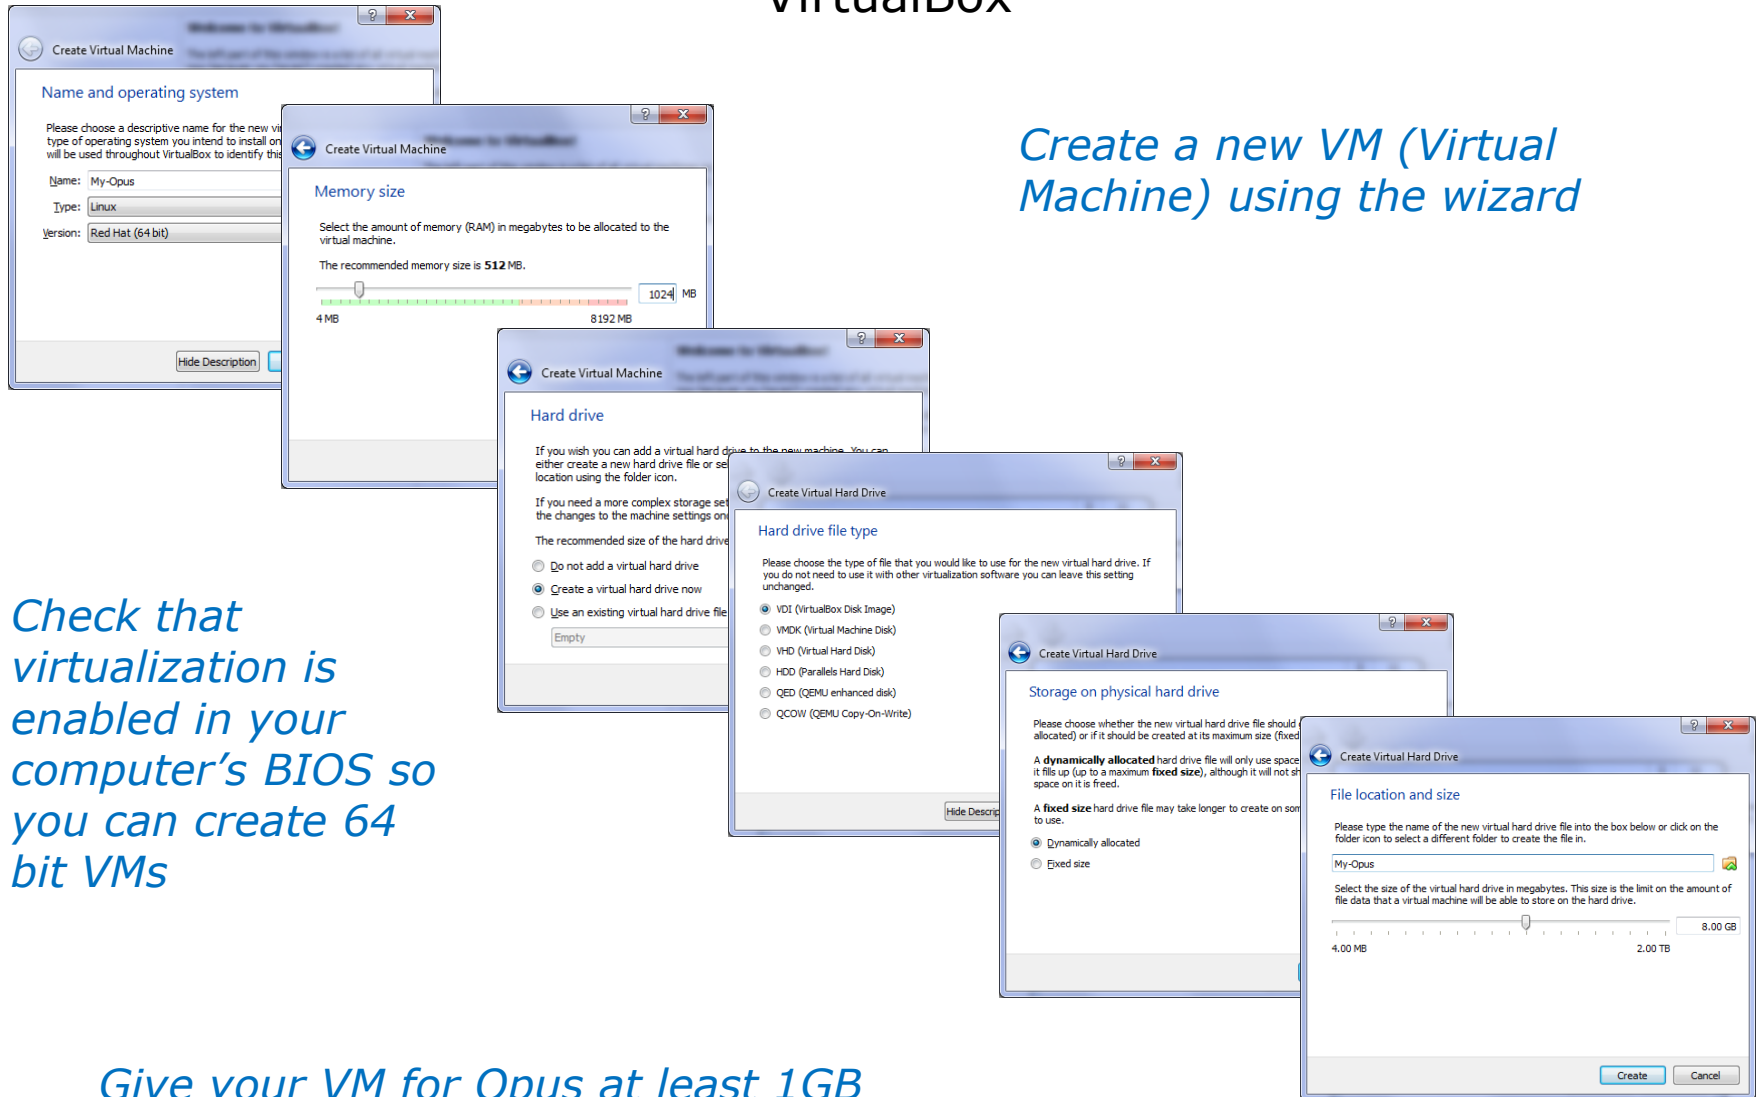 VirtualBox
Create Virtual Machine
Name and operating system
Please choose a descriptive name for the new
type of operating system you intend to install on
will be used throughout VirtualBox to identify this
Name: My-Opus
Type: Linux
Version: Red Hat (64 bit)
Hide Description
Create Virtual Machine
Memory size
Select the amount of memory (RAM) in megabytes to be allocated to the
virtual machine.
The recommended memory size is 512 MB.
1024 MB
4 MB 8192 MB
Create Virtual Machine
Hard drive
If you wish you can add a virtual hard drive to the new machine. You can
either create a new hard drive file or
location using the folder icon.
If you need a more complex storage
the changes to the machine settings
The recommended size of the hard drive
Do not add a virtual hard drive
Create a virtual hard drive now
Use an existing virtual hard drive file
Empty
Create Virtual Hard Drive
Hard drive file type
Please choose the type of file that you would like to use for the new virtual hard drive. If
you do not need to use it with other virtualization software you can leave this setting
unchanged.
VDI (VirtualBox Disk Image)
VMDK (Virtual Machine Disk)
VHD (Virtual Hard Disk)
HDD (Parallels Hard Disk)
QED (QEMU enhanced disk)
QCOW (QEMU Copy-On-Write)
Hide Descrip
Create Virtual Hard Drive
Storage on physical hard drive
Please choose whether the new virtual hard drive file should
allocated) or if it should be created at its maximum size (fixed
A dynamically allocated hard drive file will only use space
it fills up (up to a maximum fixed size), although it will not
space on it is freed.
A fixed size hard drive file may take longer to create on
to use.
Dynamically allocated
Fixed size
Create Virtual Hard Drive
File location and size
Please type the name of the new virtual hard drive file into the box below or click on the
folder icon to select a different folder to create the file in.
My-Opus
Select the size of the virtual hard drive in megabytes. This size is the limit on the amount of
file data that a virtual machine will be able to store on the hard drive.
8.00 GB
4.00 MB 2.00 TB
Create Cancel
Create a new VM (Virtual
Machine) using the wizard
Check that
virtualization is
enabled in your
computer's BIOS so
you can create 64
bit VMs
Give your VM for Opus at least 1GB